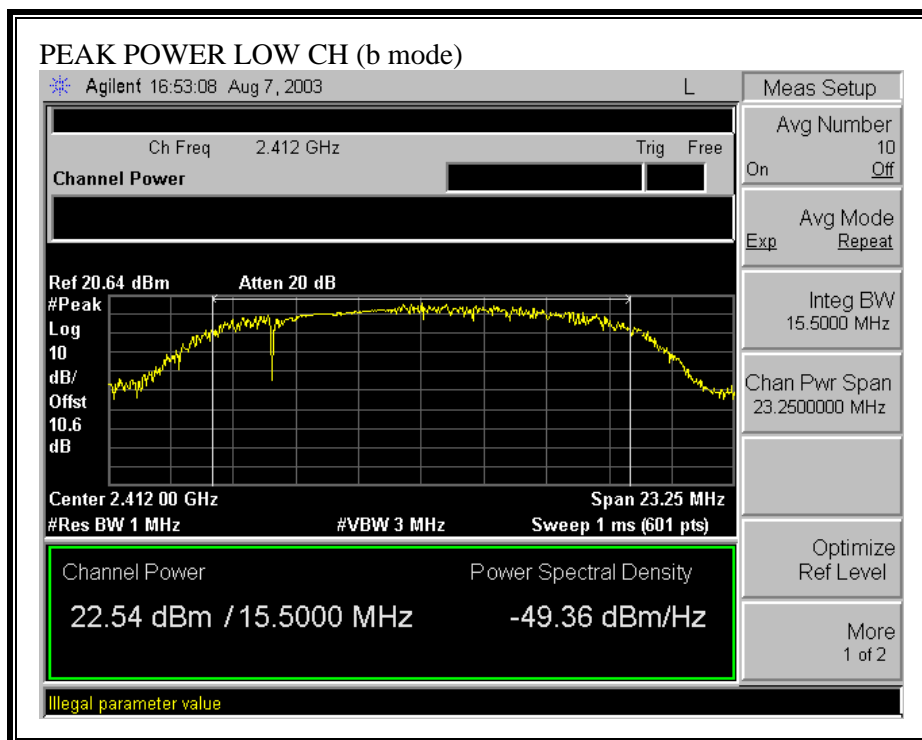 PEAK POWER LOW CH (b mode)
Agilent 16:53:08 Aug 7, 2003 L
Ch Freq 2.412 GHz Trig Free
Channel Power
Ref 20.64 dBm Atten 20 dB
#Peak
Log
10
dB/
Offst
10.6
dB
Center 2.412 00 GHz Span 23.25 MHz
#Res BW 1 MHz #VBW 3 MHz Sweep 1 ms (601 pts)
Channel Power Power Spectral Density
22.54 dBm / 15.5000 MHz -49.36 dBm/Hz
Illegal parameter value
Meas Setup
Avg Number
10
On Off
Avg Mode
Exp Repeat
Integ BW
15.5000 MHz
Chan Pwr Span
23.2500000 MHz
Optimize
Ref Level
More
1 of 2